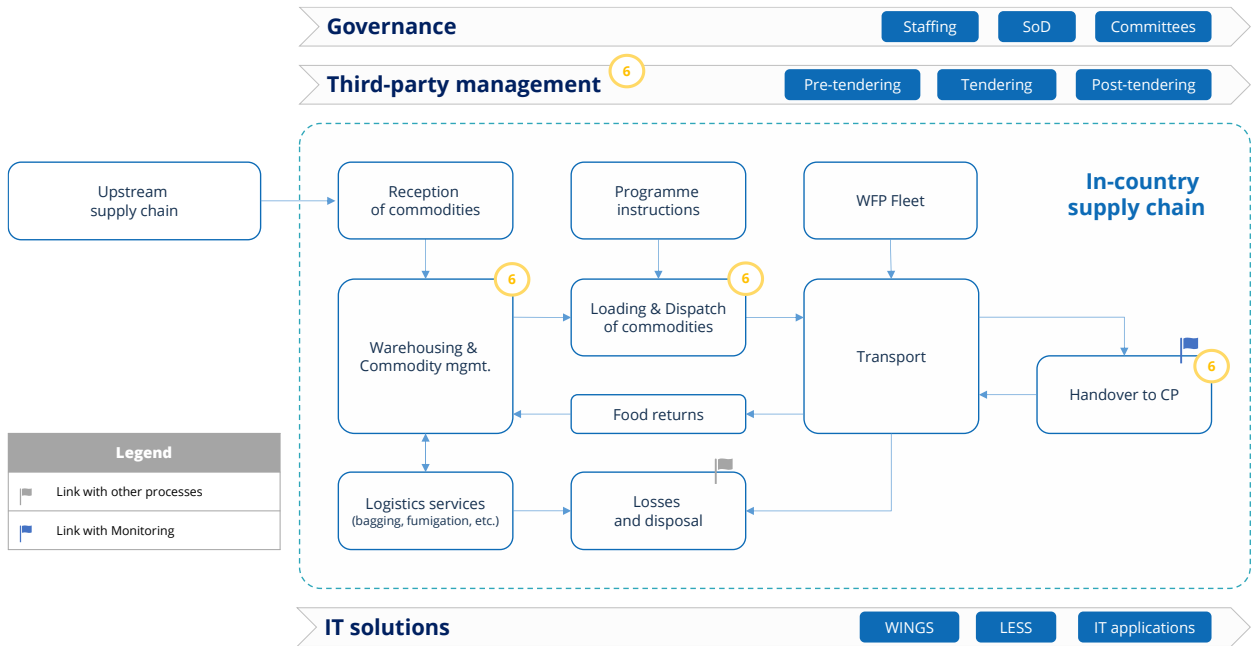 Governance
Staffing
SoD
Committees
Third-party management
6
Pre-tendering
Tendering
Post-tendering
In-country
supply chain
Upstream
supply chain
Reception
of commodities
Programme
instructions
WFP Fleet
6
6
Loading & Dispatch
of commodities
Warehousing &
Commodity mgmt.
Transport
6
Handover to CP
Food returns
Legend
Link with other processes
Link with Monitoring
Logistics services
(bagging, fumigation, etc.)
Losses
and disposal
IT solutions
WINGS
LESS
IT applications